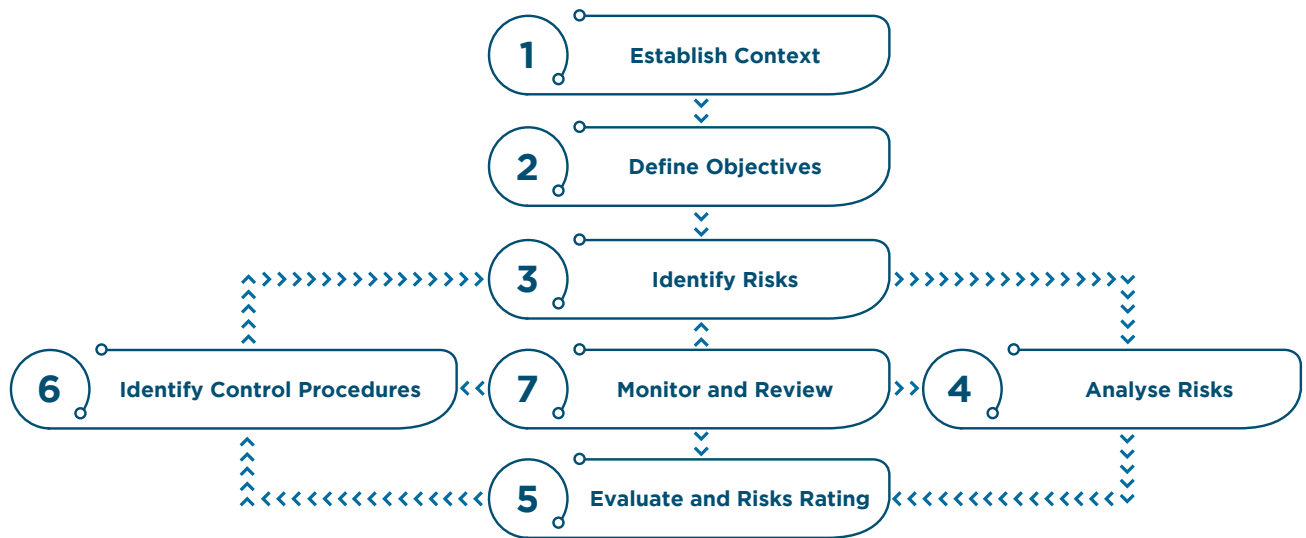 1
Establish Context
2
Define Objectives
3
Identify Risks
6
Identify Control Procedures
7
Monitor and Review
4
Analyse Risks
5
Evaluate and Risks Rating